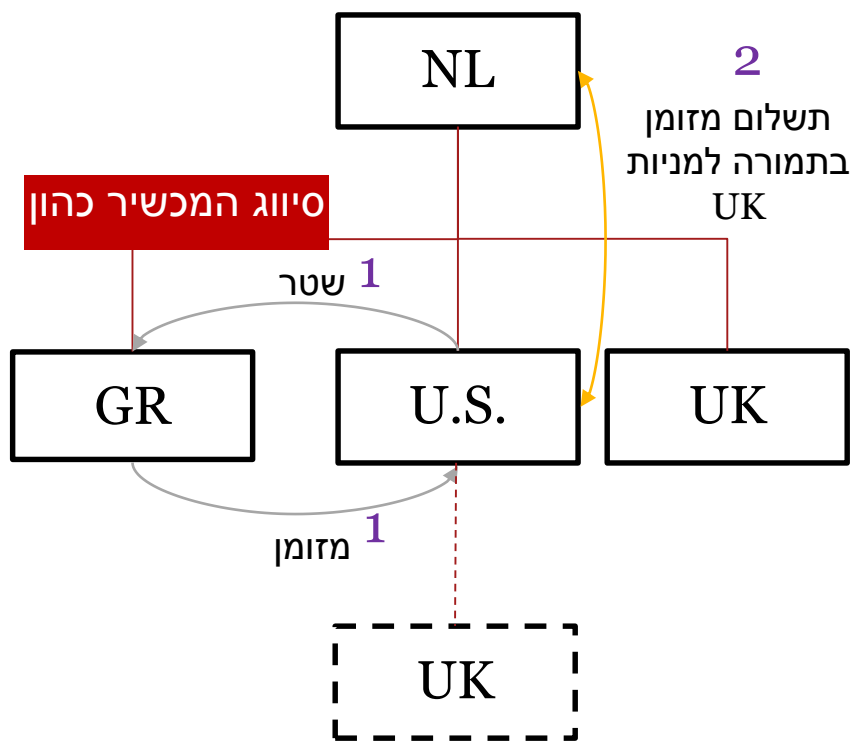 NL
2
תשלום מזומן
בתמורה למניות
UK
סיווג המכשיר כהון
שטר 1
GR
U.S.
UK
מזומן 1
UK